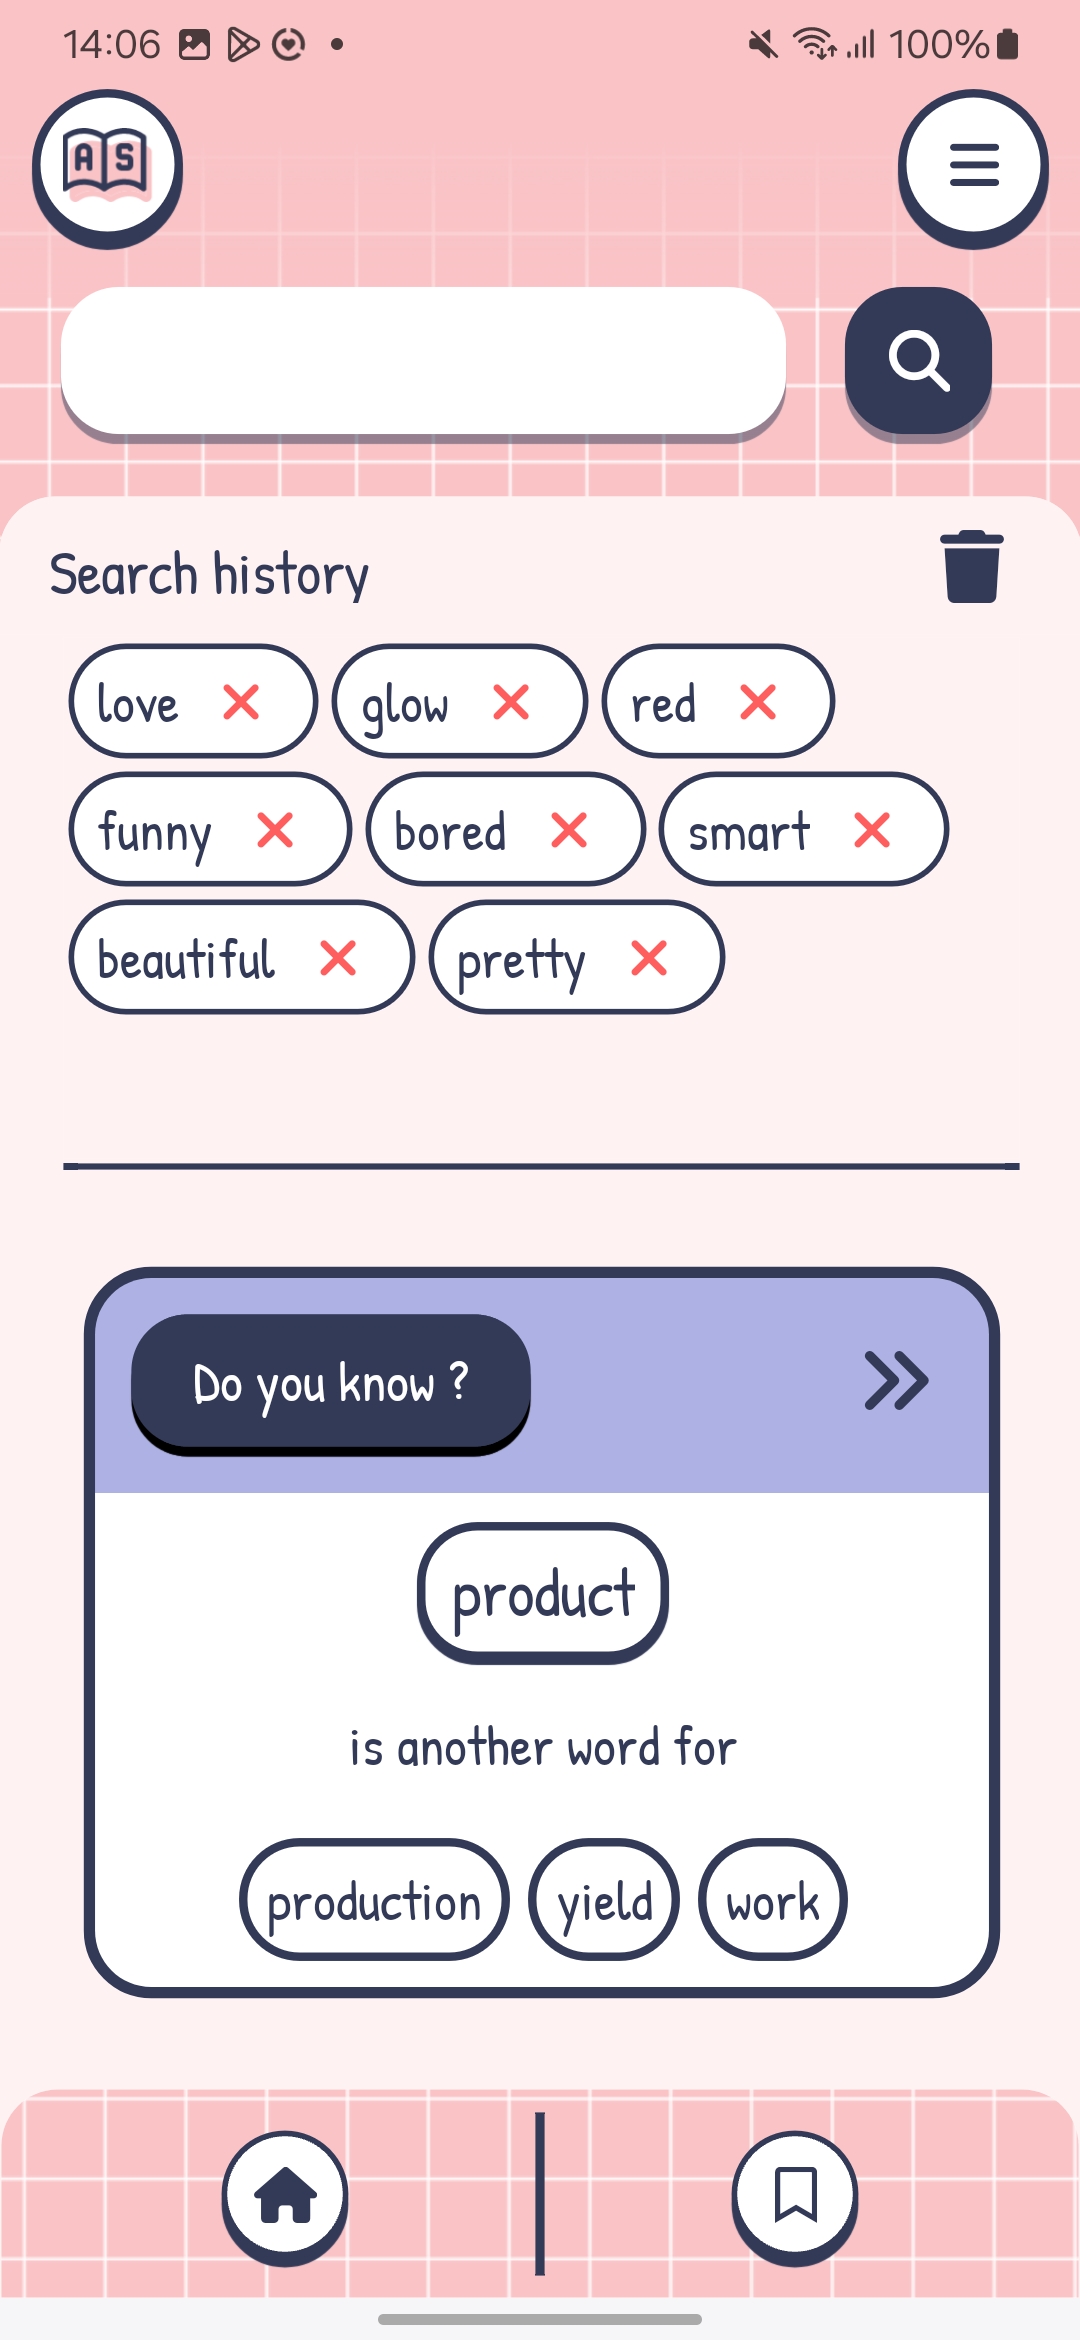 14:06 100%
A S
Search history
love glow red
funny bored smart
beautiful pretty
Do you know ?
product
is another word for
production yield work